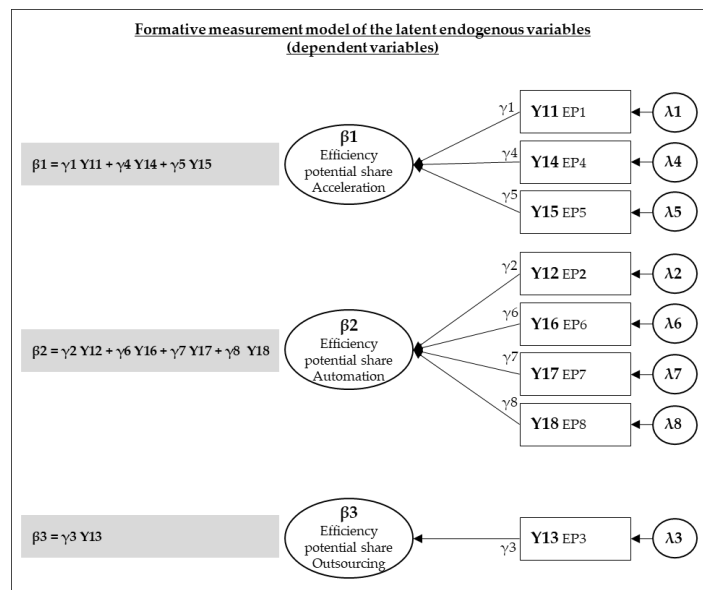 Formative measurement model of the latent endogenous variables
(dependent variables)
β1 = γ1 Y11 + γ4 Y14 + γ5 Y15
β1
Efficiency
potential share
Acceleration
γ1
Y11 EP1
λ1
γ4
Y14 EP4
λ4
γ5
Y15 EP5
λ5
β2 = γ2 Y12 + γ6 Y16 + γ7 Y17 + γ8 Y18
β2
Efficiency
potential share
Automation
γ2
Y12 EP2
λ2
γ6
Y16 EP6
λ6
γ7
Y17 EP7
λ7
γ8
Y18 EP8
λ8
β3 = γ3 Y13
β3
Efficiency
potential share
Outsourcing
γ3
Y13 EP3
λ3